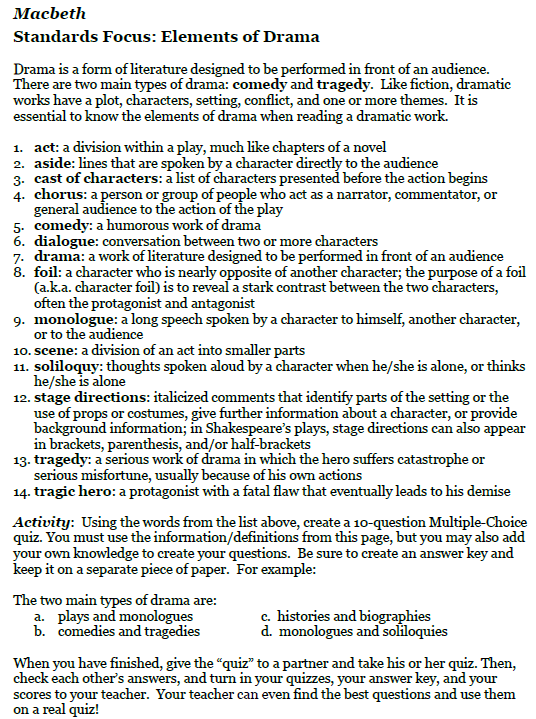 Macbeth
Standards Focus: Elements of Drama
Drama is a form of literature designed to be performed in front of an audience.
There are two main types of drama: comedy and tragedy. Like fiction, dramatic
works have a plot, characters, setting, conflict, and one or more themes. It is
essential to know the elements of drama when reading a dramatic work.
1. act: a division within a play, much like chapters of a novel
2. aside: lines that are spoken by a character directly to the audience
3. cast of characters: a list of characters presented before the action begins
4. chorus: a person or group of people who act as a narrator, commentator, or
general audience to the action of the play
5. comedy: a humorous work of drama
6. dialogue: conversation between two or more characters
7. drama: a work of literature designed to be performed in front of an audience
8. foil: a character who is nearly opposite of another character; the purpose of a foil
(a.k.a. character foil) is to reveal a stark contrast between the two characters,
often the protagonist and antagonist
9. monologue: a long speech spoken by a character to himself, another character,
or to the audience
10. scene: a division of an act into smaller parts
11. soliloquy: thoughts spoken aloud by a character when he/she is alone, or thinks
he/she is alone
12. stage directions: italicized comments that identify parts of the setting or the
use of props or costumes, give further information about a character, or provide
background information; in Shakespeare's plays, stage directions can also appear
in brackets, parenthesis, and/or half-brackets
13. tragedy: a serious work of drama in which the hero suffers catastrophe or
serious misfortune, usually because of his own actions
14. tragic hero: a protagonist with a fatal flaw that eventually leads to his demise
Activity: Using the words from the list above, create a 10-question Multiple-Choice
quiz. You must use the information/definitions from this page, but you may also add
your own knowledge to create your questions. Be sure to create an answer key and
keep it on a separate piece of paper. For example:
The two main types of drama are:
a. plays and monologues c. histories and biographies
b. comedies and tragedies d. monologues and soliloquies
When you have finished, give the "quiz" to a partner and take his or her quiz. Then,
check each other's answers, and turn in your quizzes, your answer key, and your
scores to your teacher. Your teacher can even find the best questions and use them
on a real quiz!